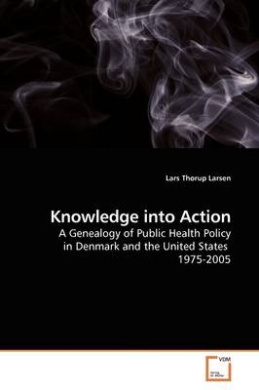 Lars Thorup Larsen
Knowledge into Action
A Genealogy of Public Health Policy
in Denmark and the United States
1975-2005
VDM